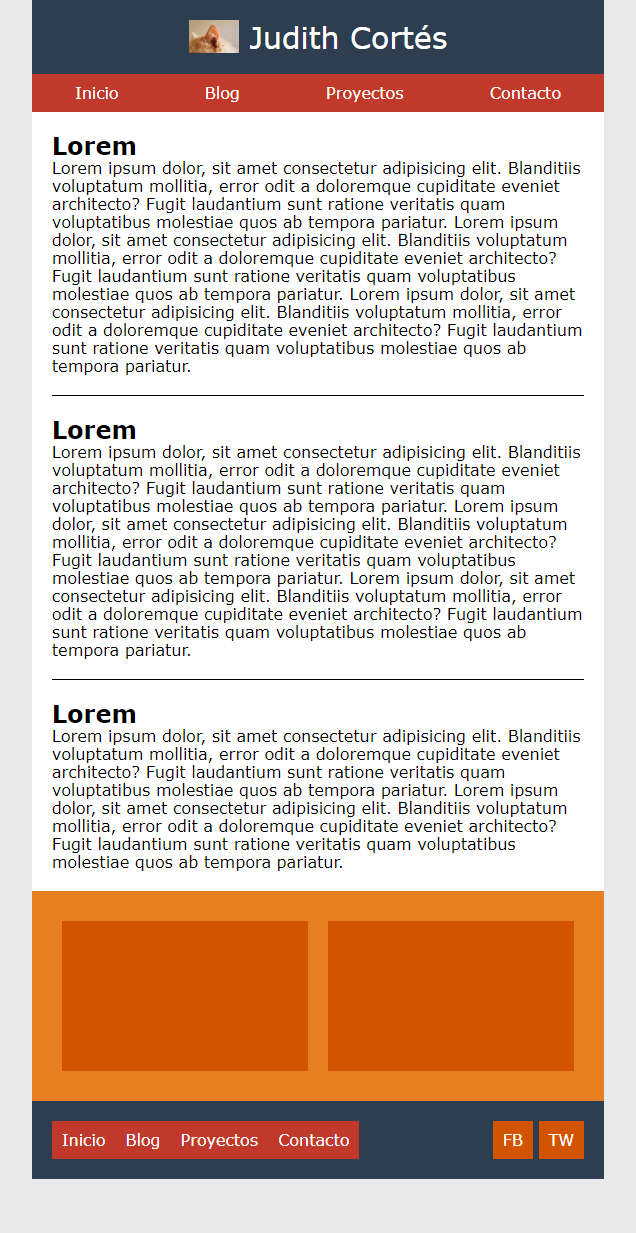 Judith Cortés
Inicio Blog Proyectos Contacto
Lorem
Lorem ipsum dolor, sit amet consectetur adipisicing elit. Blanditiis
voluptatum mollitia, error odit a doloremque cupiditate eveniet
architecto? Fugit laudantium sunt ratione veritatis quam
voluptatibus molestiae quos ab tempora pariatur. Lorem ipsum
dolor, sit amet consectetur adipisicing elit. Blanditiis voluptatum
mollitia, error odit a doloremque cupiditate eveniet architecto?
Fugit laudantium sunt ratione veritatis quam voluptatibus
molestiae quos ab tempora pariatur. Lorem ipsum dolor, sit amet
consectetur adipisicing elit. Blanditiis voluptatum mollitia, error
odit a doloremque cupiditate eveniet architecto? Fugit laudantium
sunt ratione veritatis quam voluptatibus molestiae quos ab
tempora pariatur.
Lorem
Lorem ipsum dolor, sit amet consectetur adipisicing elit. Blanditiis
voluptatum mollitia, error odit a doloremque cupiditate eveniet
architecto? Fugit laudantium sunt ratione veritatis quam
voluptatibus molestiae quos ab tempora pariatur. Lorem ipsum
dolor, sit amet consectetur adipisicing elit. Blanditiis voluptatum
mollitia, error odit a doloremque cupiditate eveniet architecto?
Fugit laudantium sunt ratione veritatis quam voluptatibus
molestiae quos ab tempora pariatur. Lorem ipsum dolor, sit amet
consectetur adipisicing elit. Blanditiis voluptatum mollitia, error
odit a doloremque cupiditate eveniet architecto? Fugit laudantium
sunt ratione veritatis quam voluptatibus molestiae quos ab
tempora pariatur.
Lorem
Lorem ipsum dolor, sit amet consectetur adipisicing elit. Blanditiis
voluptatum mollitia, error odit a doloremque cupiditate eveniet
architecto? Fugit laudantium sunt ratione veritatis quam
voluptatibus molestiae quos ab tempora pariatur. Lorem ipsum
dolor, sit amet consectetur adipisicing elit. Blanditiis voluptatum
mollitia, error odit a doloremque cupiditate eveniet architecto?
Fugit laudantium sunt ratione veritatis quam voluptatibus
molestiae quos ab tempora pariatur.
Inicio Blog Proyectos Contacto FB TW